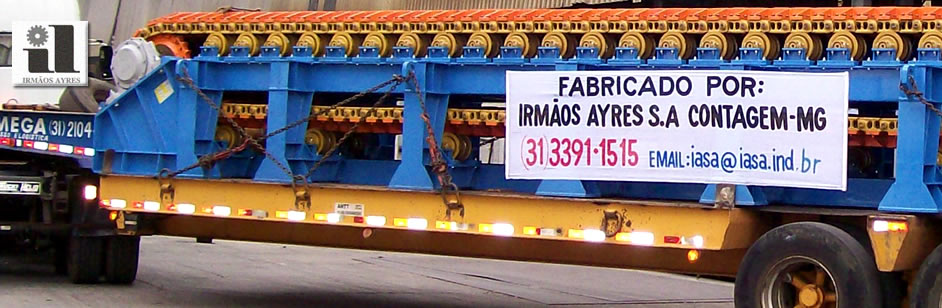 IRMÃOS AYRES
FABRICADO POR:
IRMÃOS AYRES S.A CONTAGEM-MG
(31)3391-1515 EMAIL:iasa@iasa.ind.br
MEGA (31) 2104
ANTT